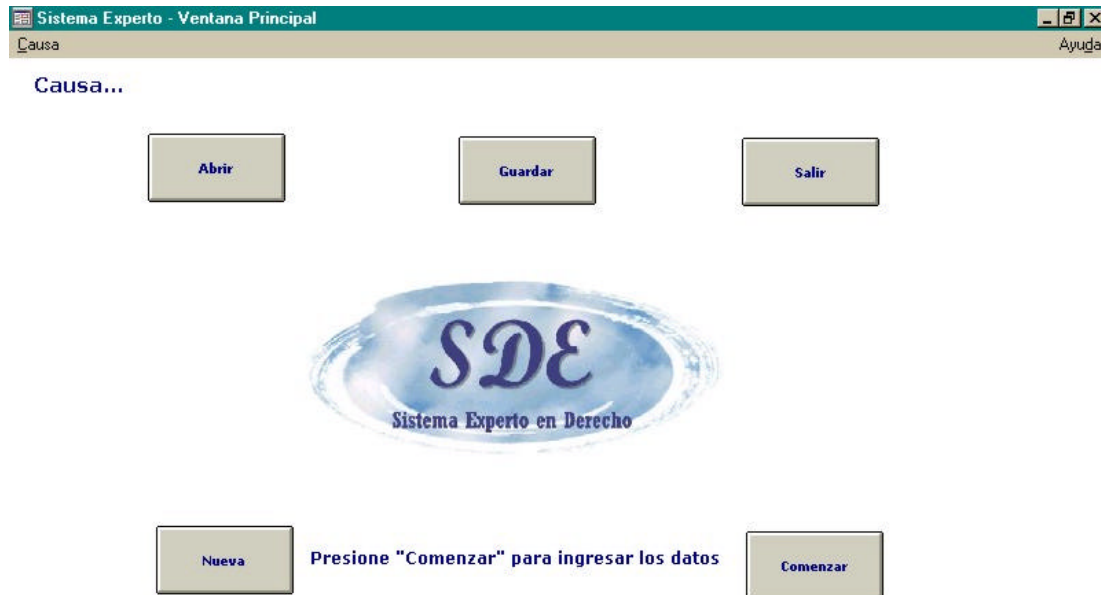 Sistema Experto - Ventana Principal
Causa Ayuda
Causa...
Abrir Guardar Salir
SDE
Sistema Experto en Derecho
Nueva Presione "Comenzar" para ingresar los datos Comenzar